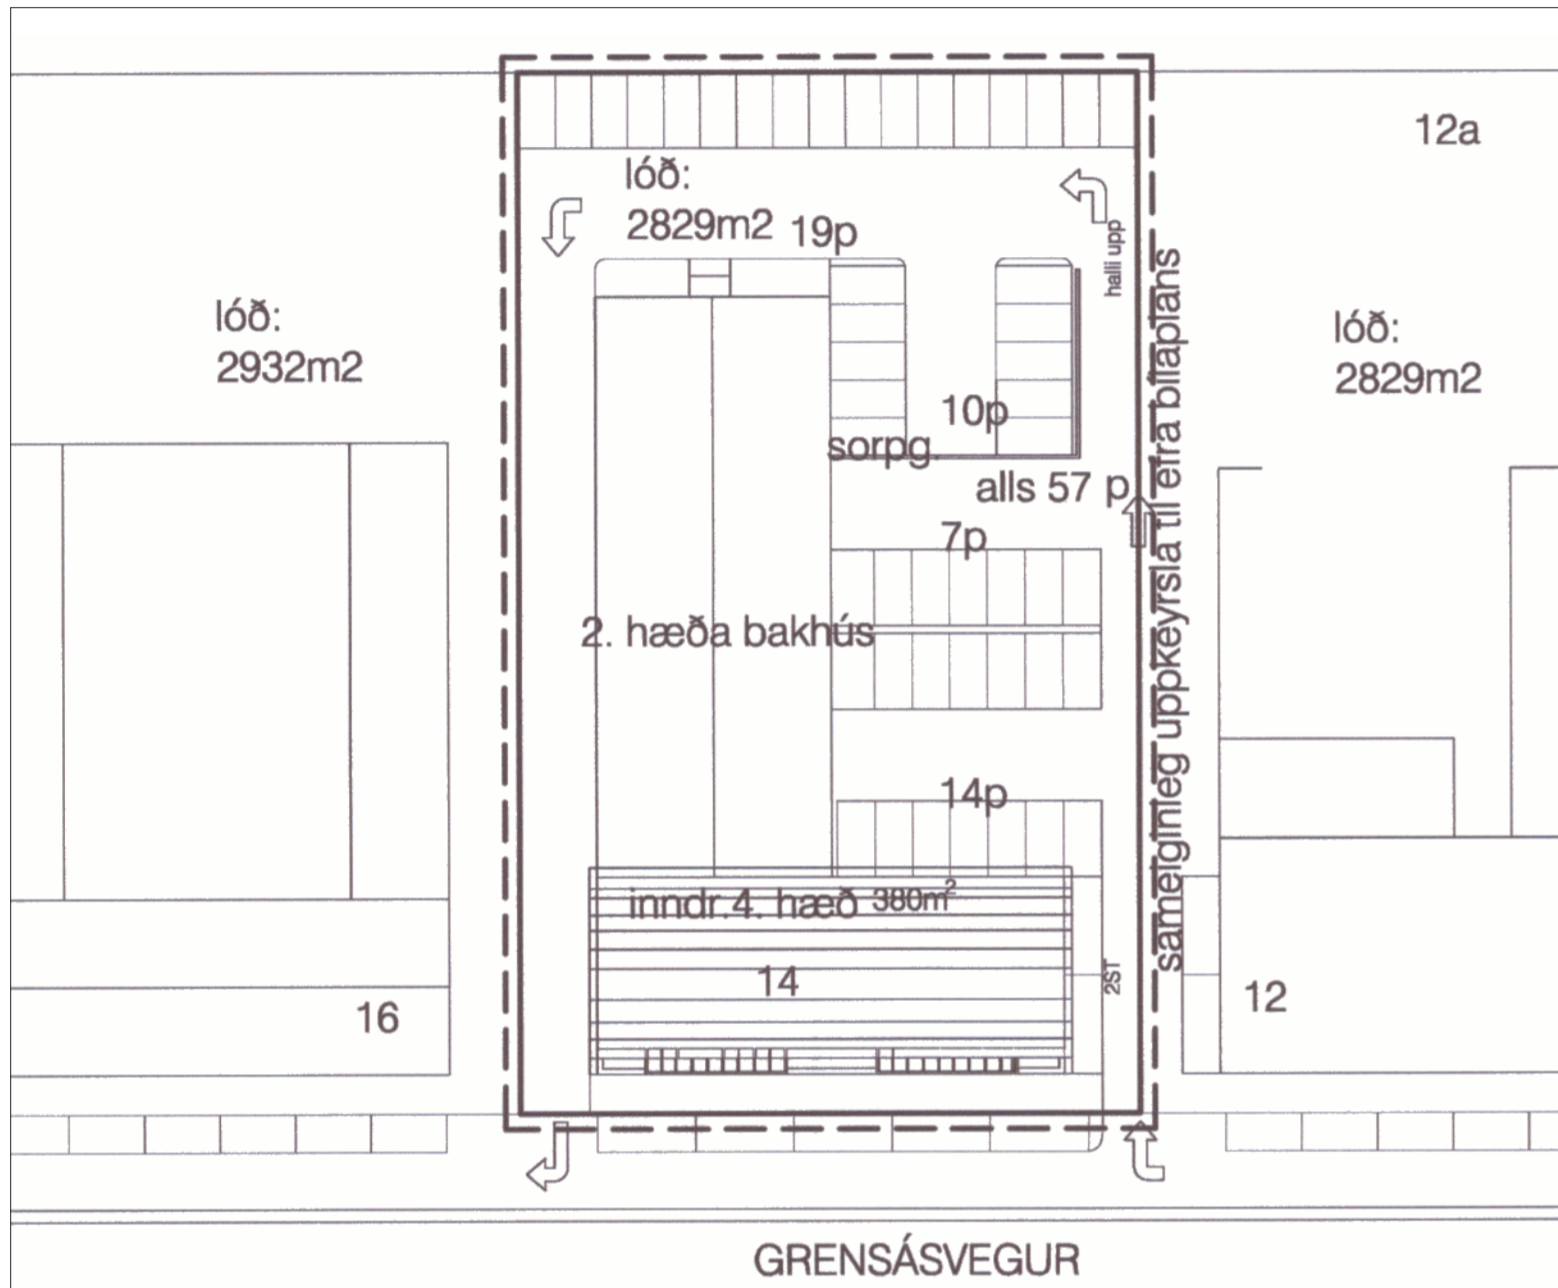 12a
lóð:
2829m2 19p
halli upp
lóð:
2932m2
lóð:
2829m2
sameiginleg uppkeyrsla til efra bílaplans
10p
sorpg.
alls 57 p
7p
2. hæða bakhús
14p
inndr.4. hæð 380m²
14
2ST
16
12
GRENSÁSVEGUR